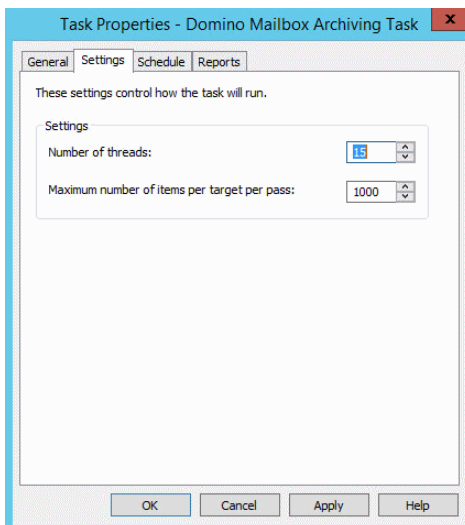 Task Properties - Domino Mailbox Archiving Task x
General Settings Schedule Reports
These settings control how the task will run.
Settings
Number of threads: 15
Maximum number of items per target per pass: 1000
OK Cancel Apply Help